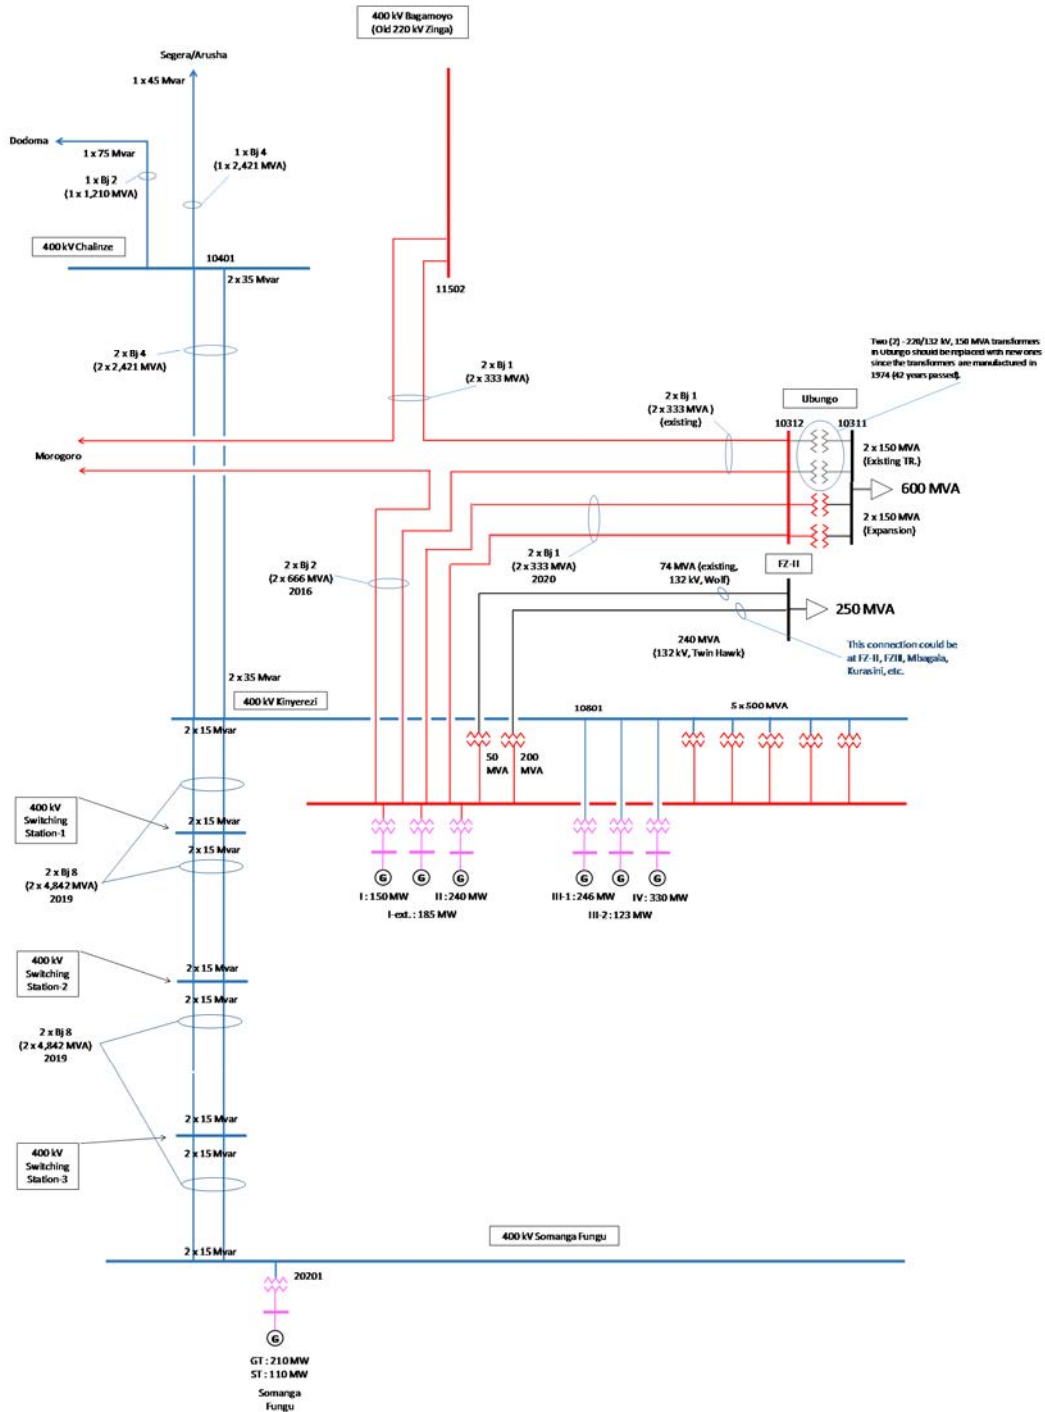 400 kV Bagamoyo
(Old 220 kV Zinga)
Segera/Arusha
1 x 45 Mvar
Dodoma
1 x 75 Mvar
1 x Bj 2
(1 x 1,210 MVA)
1 x Bj 4
(1 x 2,421 MVA)
400 kV Chalinze
10401
2 x 35 Mvar
11502
2 x Bj 4
(2 x 2,421 MVA)
2 x Bj 1
(2 x 333 MVA)
Two (2) - 220/132 kV, 150 MVA transformers
in Ubungo should be replaced with new ones
since the transformers are manufactured in
1974 (42 years passed).
2 x Bj 1
(2 x 333 MVA )
(existing)
Ubungo
10312
10311
2 x 150 MVA
(Existing TR.)
600 MVA
2 x 150 MVA
(Expansion)
Morogoro
2 x Bj 2
(2 x 666 MVA)
2016
2 x Bj 1
(2 x 333 MVA)
2020
74 MVA (existing,
132 kV, Wolf)
FZ-II
250 MVA
240 MVA
(132 kV, Twin Hawk)
This connection could be
at FZ-II, FZIII, Mbagala,
Kurasini, etc.
2 x 35 Mvar
400 kV Kinyerezi
10801
5 x 500 MVA
2 x 15 Mvar
50
MVA
200
MVA
400 kV
Switching
Station-1
2 x 15 Mvar
2 x 15 Mvar
2 x Bj 8
(2 x 4,842 MVA)
2019
G
G
G
G
G
G
I : 150 MW
II : 240 MW
I-ext. : 185 MW
III-1 : 246 MW
IV : 330 MW
III-2 : 123 MW
400 kV
Switching
Station-2
2 x 15 Mvar
2 x 15 Mvar
2 x Bj 8
(2 x 4,842 MVA)
2019
2 x 15 Mvar
400 kV
Switching
Station-3
2 x 15 Mvar
400 kV Somanga Fungu
2 x 15 Mvar
20201
G
GT : 210 MW
ST : 110 MW
Somanga
Fungu